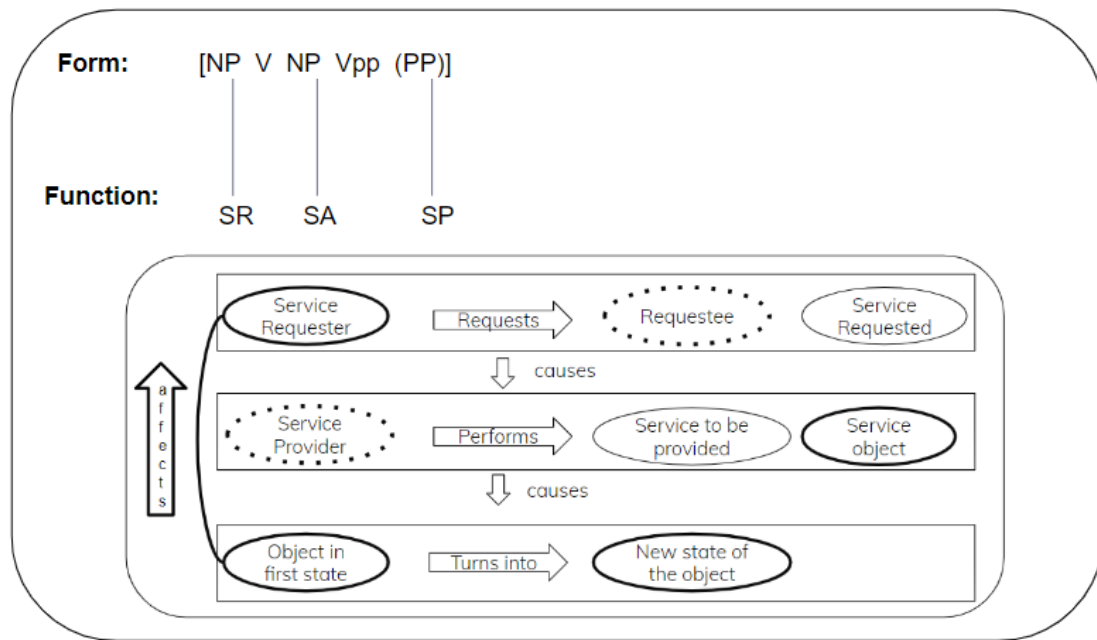 Form: [NP V NP Vpp (PP)]
Function:
SR SA SP
Service
Requester
Requests
Requestee
Service
Requested
causes
affects
Service
Provider
Performs
Service to be
provided
Service
object
causes
Object in
first state
Turns into
New state of
the object